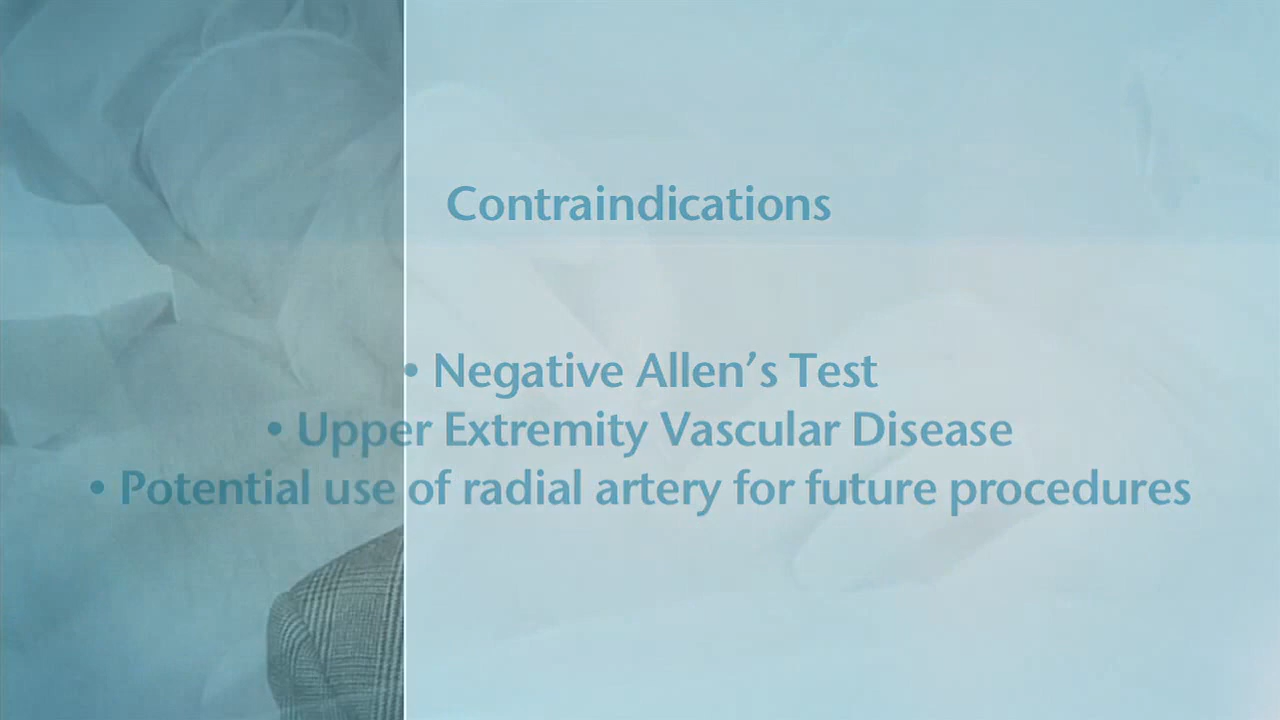 Contraindications
• Negative Allen’s Test
• Upper Extremity Vascular Disease
• Potential use of radial artery for future procedures